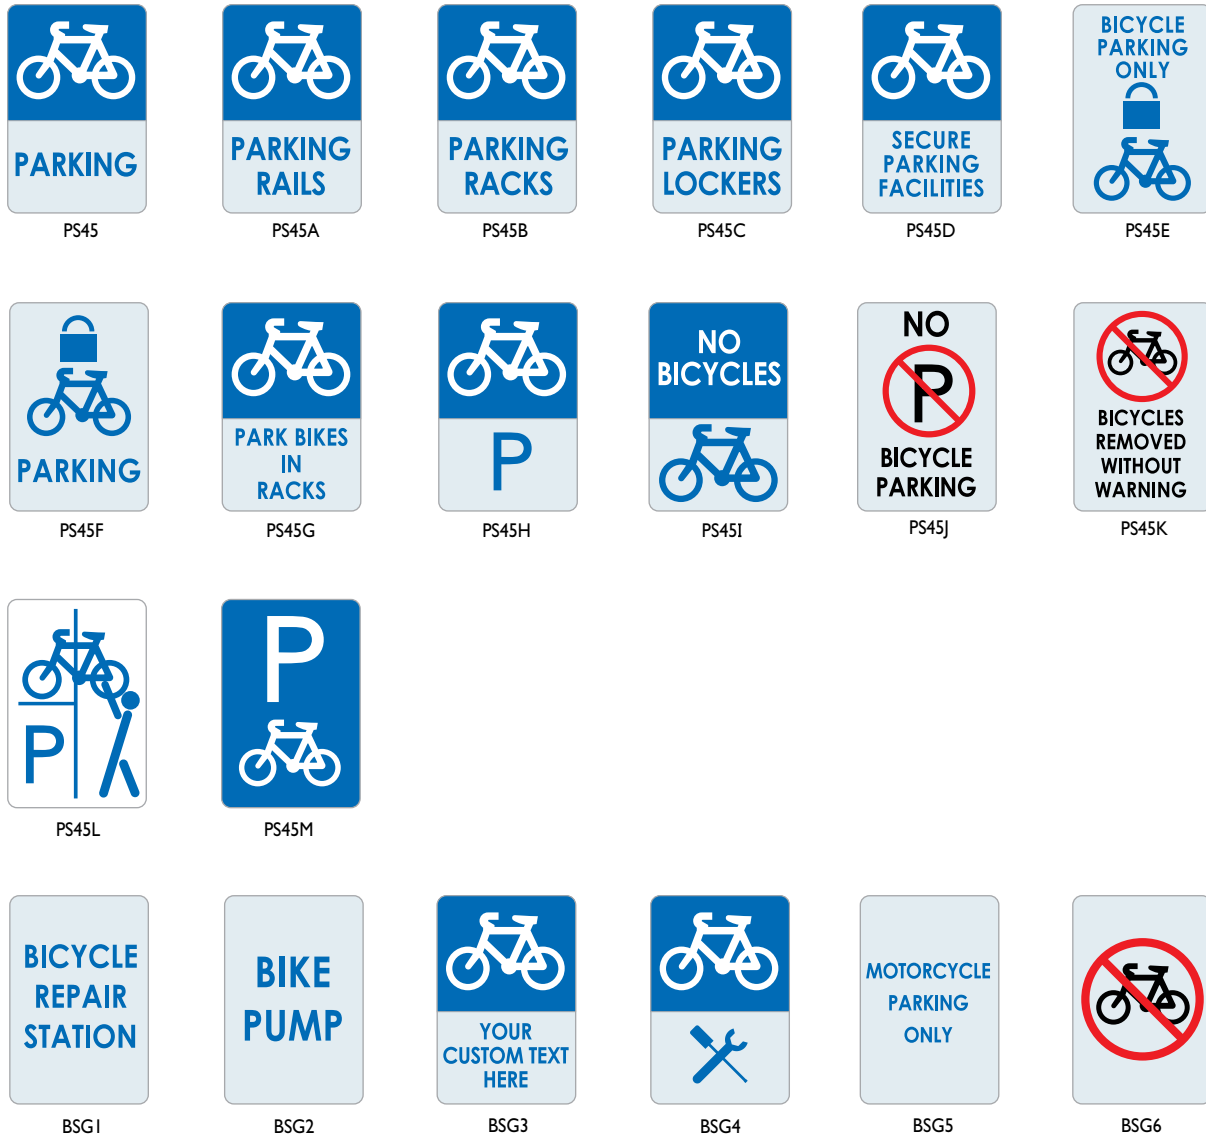 PARKING
PS45
PARKING
RAILS
PS45A
PARKING
RACKS
PS45B
PARKING
LOCKERS
PS45C
SECURE
PARKING
FACILITIES
PS45D
BICYCLE
PARKING
ONLY
PS45E
PARKING
PS45F
PARK BIKES
IN
RACKS
PS45G
P
PS45H
NO
BICYCLES
PS45I
NO
P
BICYCLE
PARKING
PS45J
BICYCLES
REMOVED
WITHOUT
WARNING
PS45K
P
PS45L
P
PS45M
BICYCLE
REPAIR
STATION
BSG1
BIKE
PUMP
BSG2
YOUR
CUSTOM TEXT
HERE
BSG3
BSG4
MOTORCYCLE
PARKING
ONLY
BSG5
BSG6